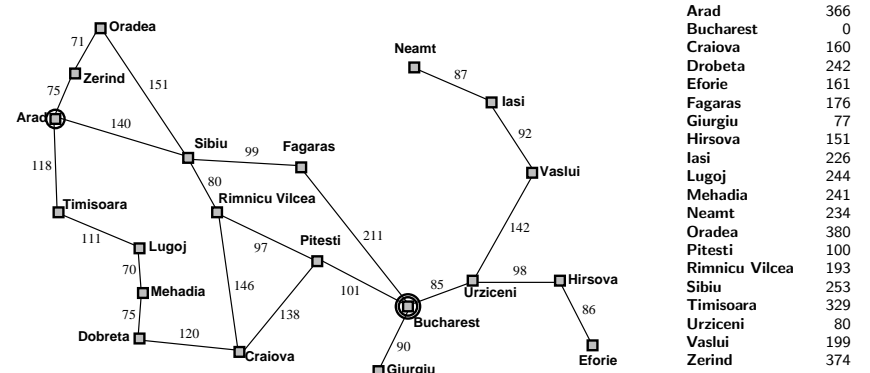 Oradea
71
Neamt
Zerind
87
151
75
Iasi
Arad
140
92
Sibiu
99
Fagaras
118
Vaslui
80
Timisoara
Rimnicu Vilcea
111
142
211
Lugoj
97
Pitesti
70
98
Hirsova
146
85
Mehadia
101
Urziceni
86
75
138
Bucharest
120
Dobreta
90
Craiova
Eforie
Giurgiu
Arad 366
Bucharest 0
Craiova 160
Drobeta 242
Eforie 161
Fagaras 176
Giurgiu 77
Hirsova 151
Iasi 226
Lugoj 244
Mehadia 241
Neamt 234
Oradea 380
Pitesti 100
Rimnicu Vilcea 193
Sibiu 253
Timisoara 329
Urziceni 80
Vaslui 199
Zerind 374